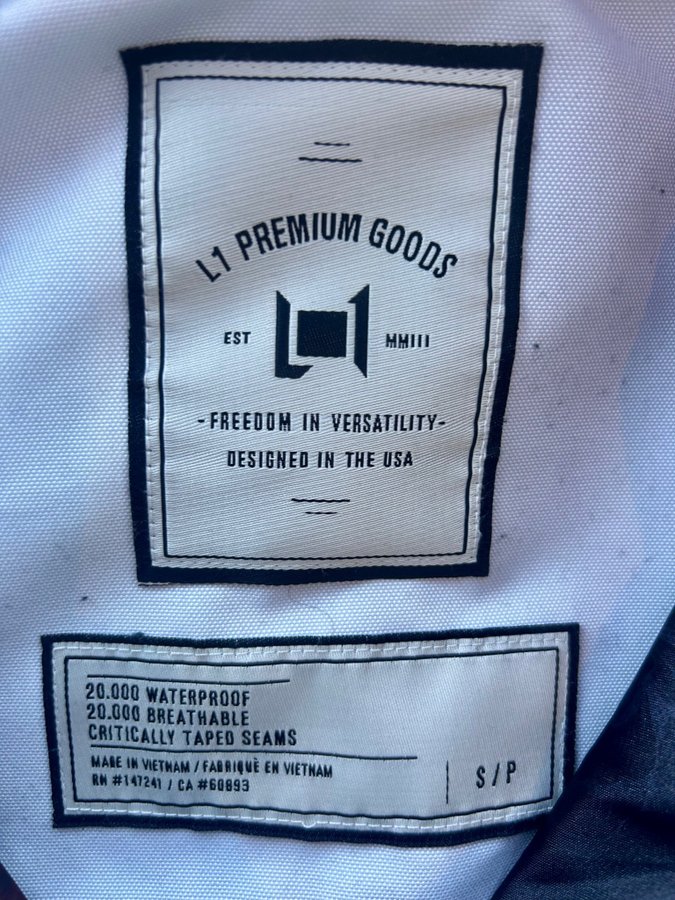 L1 PREMIUM GOODS
EST MMIII
-FREEDOM IN VERSATILITY-
DESIGNED IN THE USA
20.000 WATERPROOF
20.000 BREATHABLE
CRITICALLY TAPED SEAMS
MADE IN VIETNAM / FABRIQUÉ EN VIETNAM
RN #147241 / CA #60893
S/P